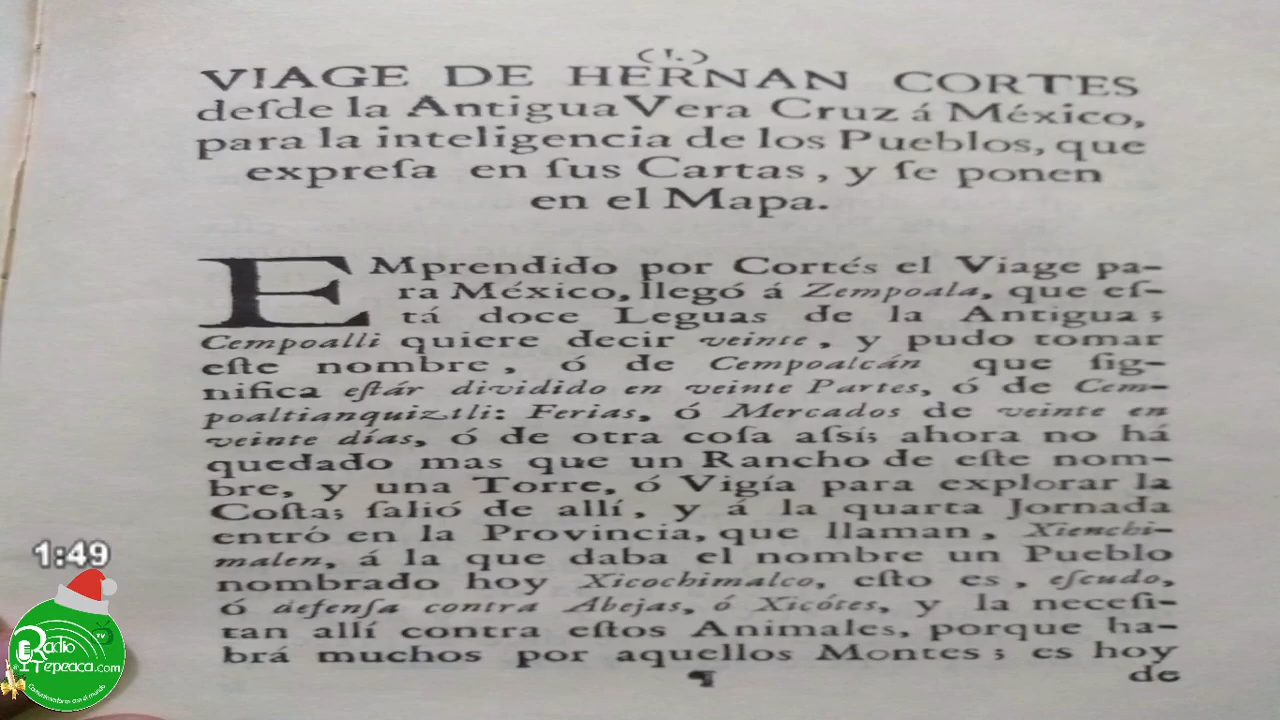 (I.)
VIAGE DE HERNAN CORTES
deſde la Antigua Vera Cruz á México,
para la inteligencia de los Pueblos, que
expreſa en ſus Cartas, y ſe ponen
en el Mapa.
EMprendido por Cortés el Viage pa-
ra México, llegó á Zempoala, que eſ-
tá doce Leguas de la Antigua;
Cempoalli quiere decir veinte, y pudo tomar
eſte nombre, ó de Cempoalcán que ſig-
nifica eſtár dividido en veinte Partes, ó de Cem-
poaltianquiztli: Ferias, ó Mercados de veinte en
veinte días, ó de otra coſa aſsí; ahora no há
quedado mas que un Rancho de eſte nom-
bre, y una Torre, ó Vigía para explorar la
Coſta; ſalió de allí, y á la quarta Jornada
entró en la Provincia, que llaman, Xienchi-
malen, á la que daba el nombre un Pueblo
nombrado hoy Xicochimalco, eſto es, eſcudo,
ó defenſa contra Abejas, ó Xicótes, y la neceſi-
tan allí contra eſtos Animales, porque ha-
brá muchos por aquellos Montes; es hoy
¶ de
1:49
Radio TV
Tepeaca.com